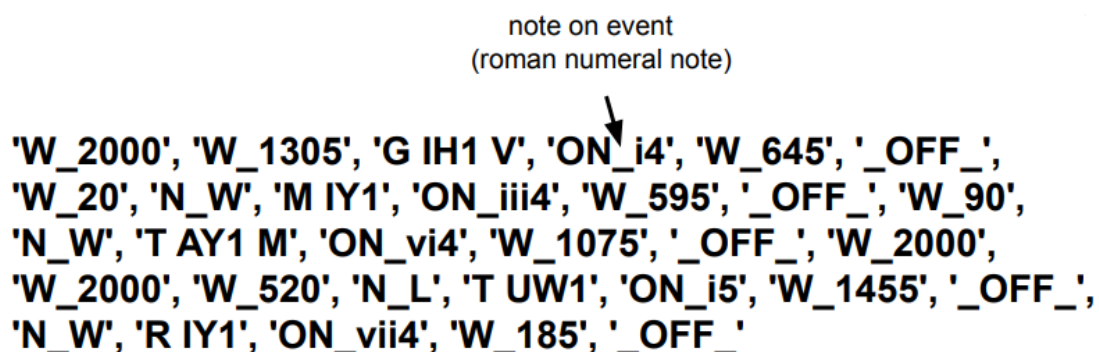 note on event
(roman numeral note)
'W_2000', 'W_1305', 'G IH1 V', 'ON_i4', 'W_645', '_OFF_',
'W_20', 'N_W', 'M IY1', 'ON_iii4', 'W_595', '_OFF_', 'W_90',
'N_W', 'T AY1 M', 'ON_vi4', 'W_1075', '_OFF_', 'W_2000',
'W_2000', 'W_520', 'N_L', 'T UW1', 'ON_i5', 'W_1455', '_OFF_',
'N_W', 'R IY1', 'ON_vii4', 'W_185', '_OFF_'